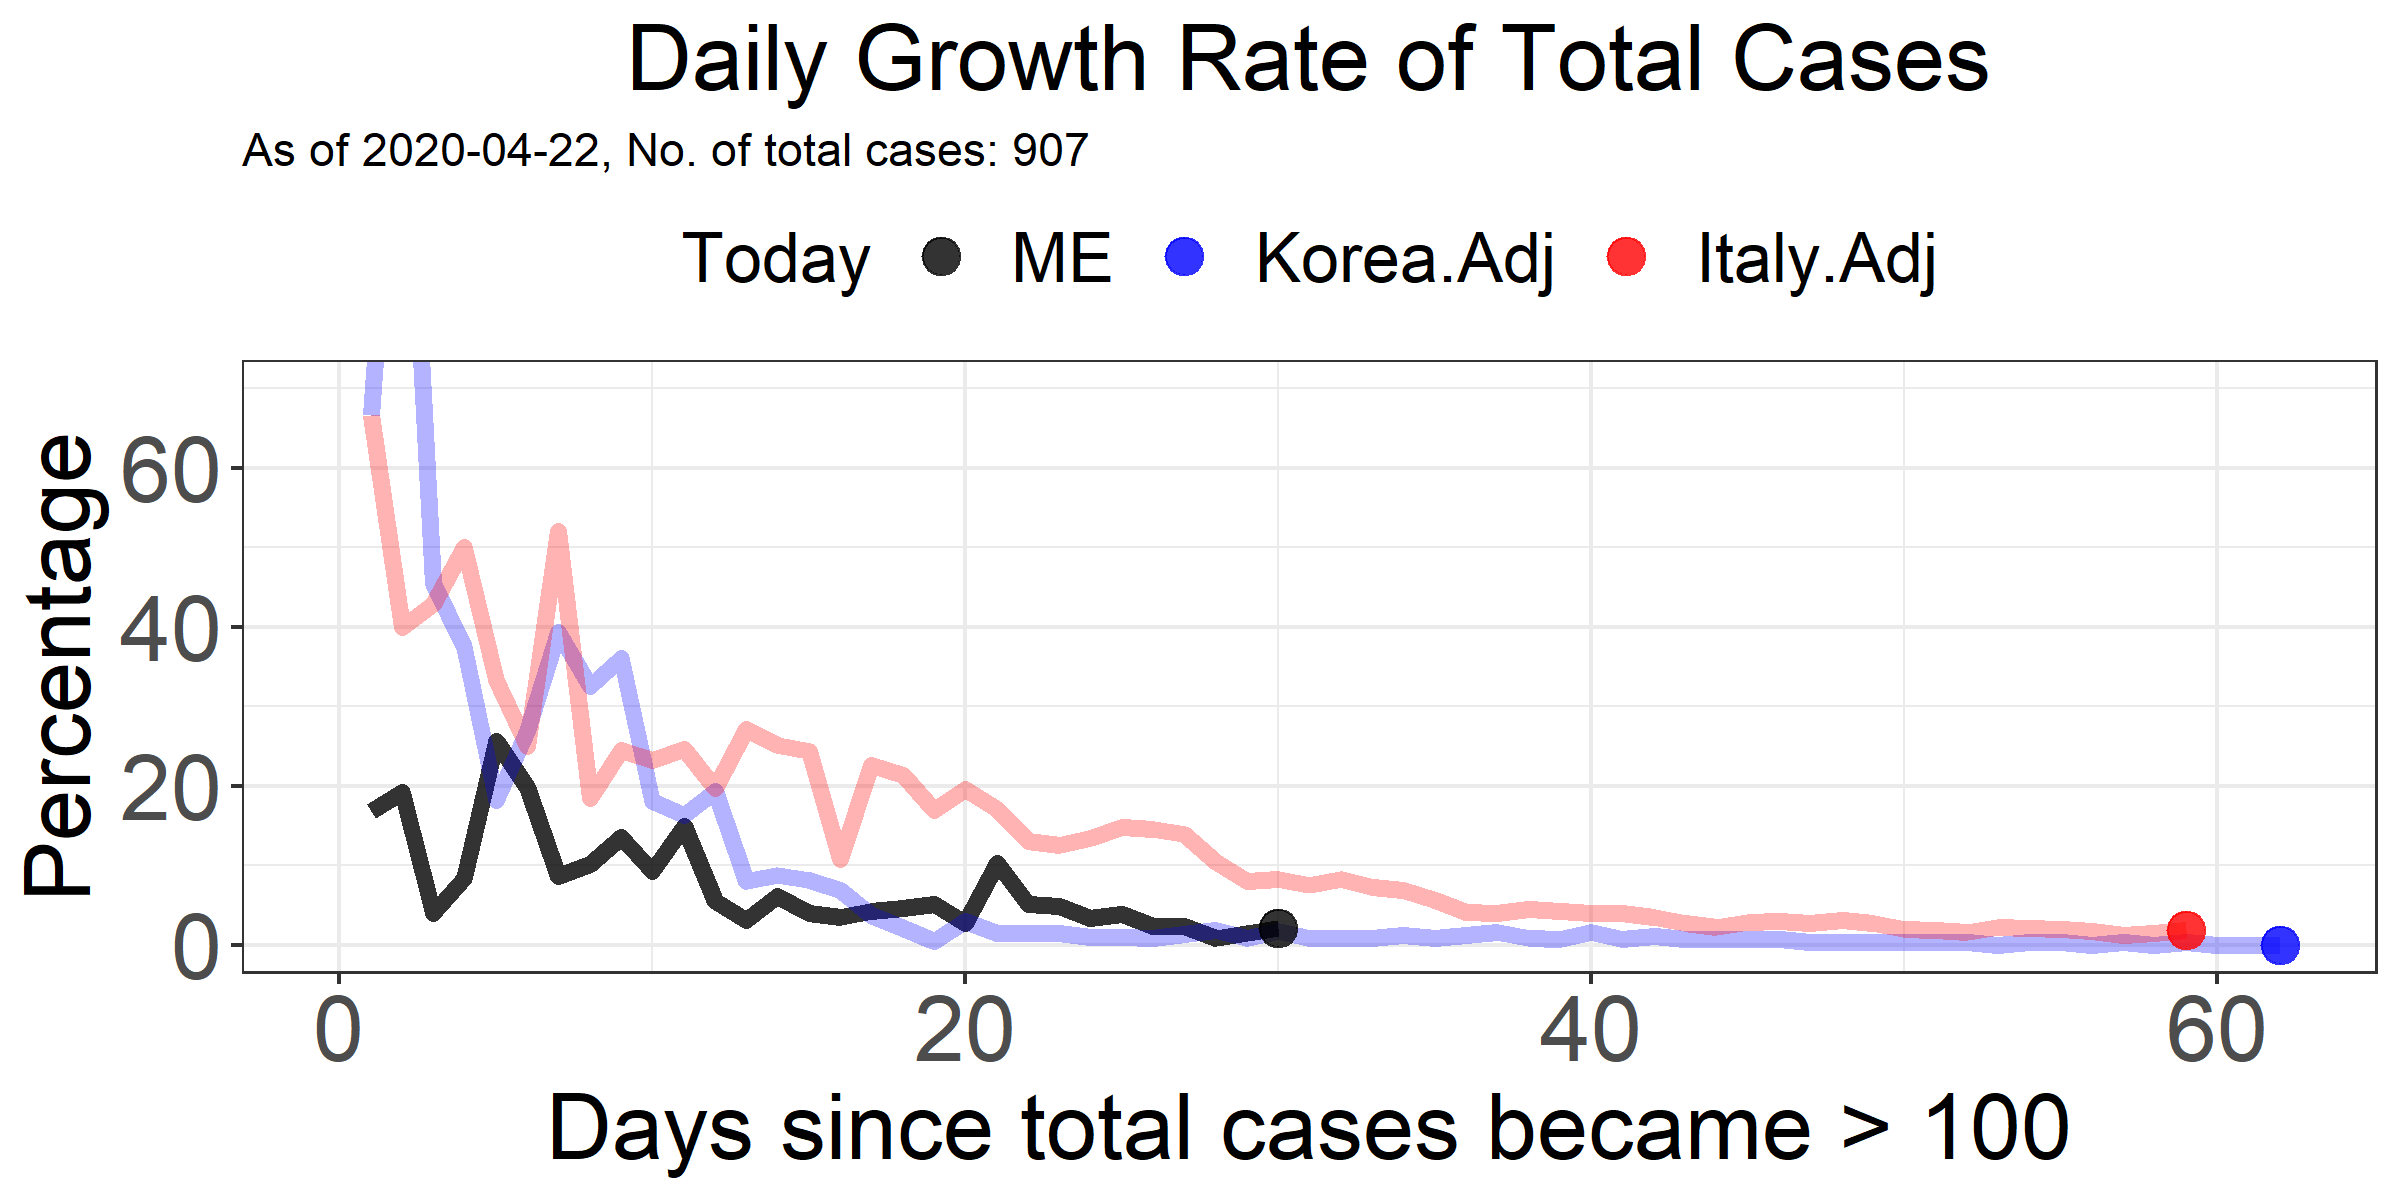 Daily Growth Rate of Total Cases
As of 2020-04-22, No. of total cases: 907
Today ME Korea.Adj Italy.Adj
Percentage
60
40
20
0
0 20 40 60
Days since total cases became > 100